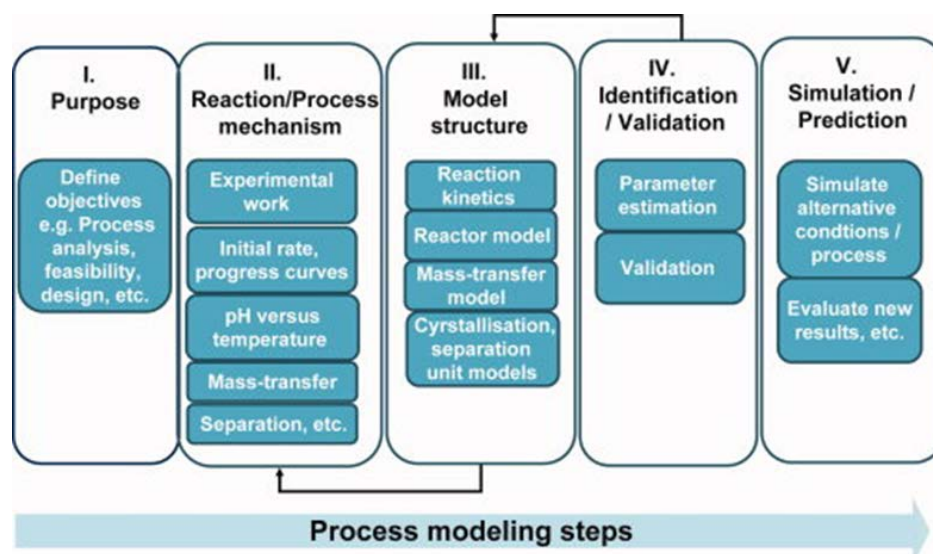 I.
Purpose
Define
objectives
e.g. Process
analysis,
feasibility,
design, etc.
II.
Reaction/Process
mechanism
Experimental
work
Initial rate,
progress curves
pH versus
temperature
Mass-transfer
Separation, etc.
III.
Model
structure
Reaction
kinetics
Reactor model
Mass-transfer
model
Cyrstallisation,
separation
unit models
IV.
Identification
/ Validation
Parameter
estimation
Validation
V.
Simulation /
Prediction
Simulate
alternative
condtions /
process
Evaluate new
results, etc.
Process modeling steps